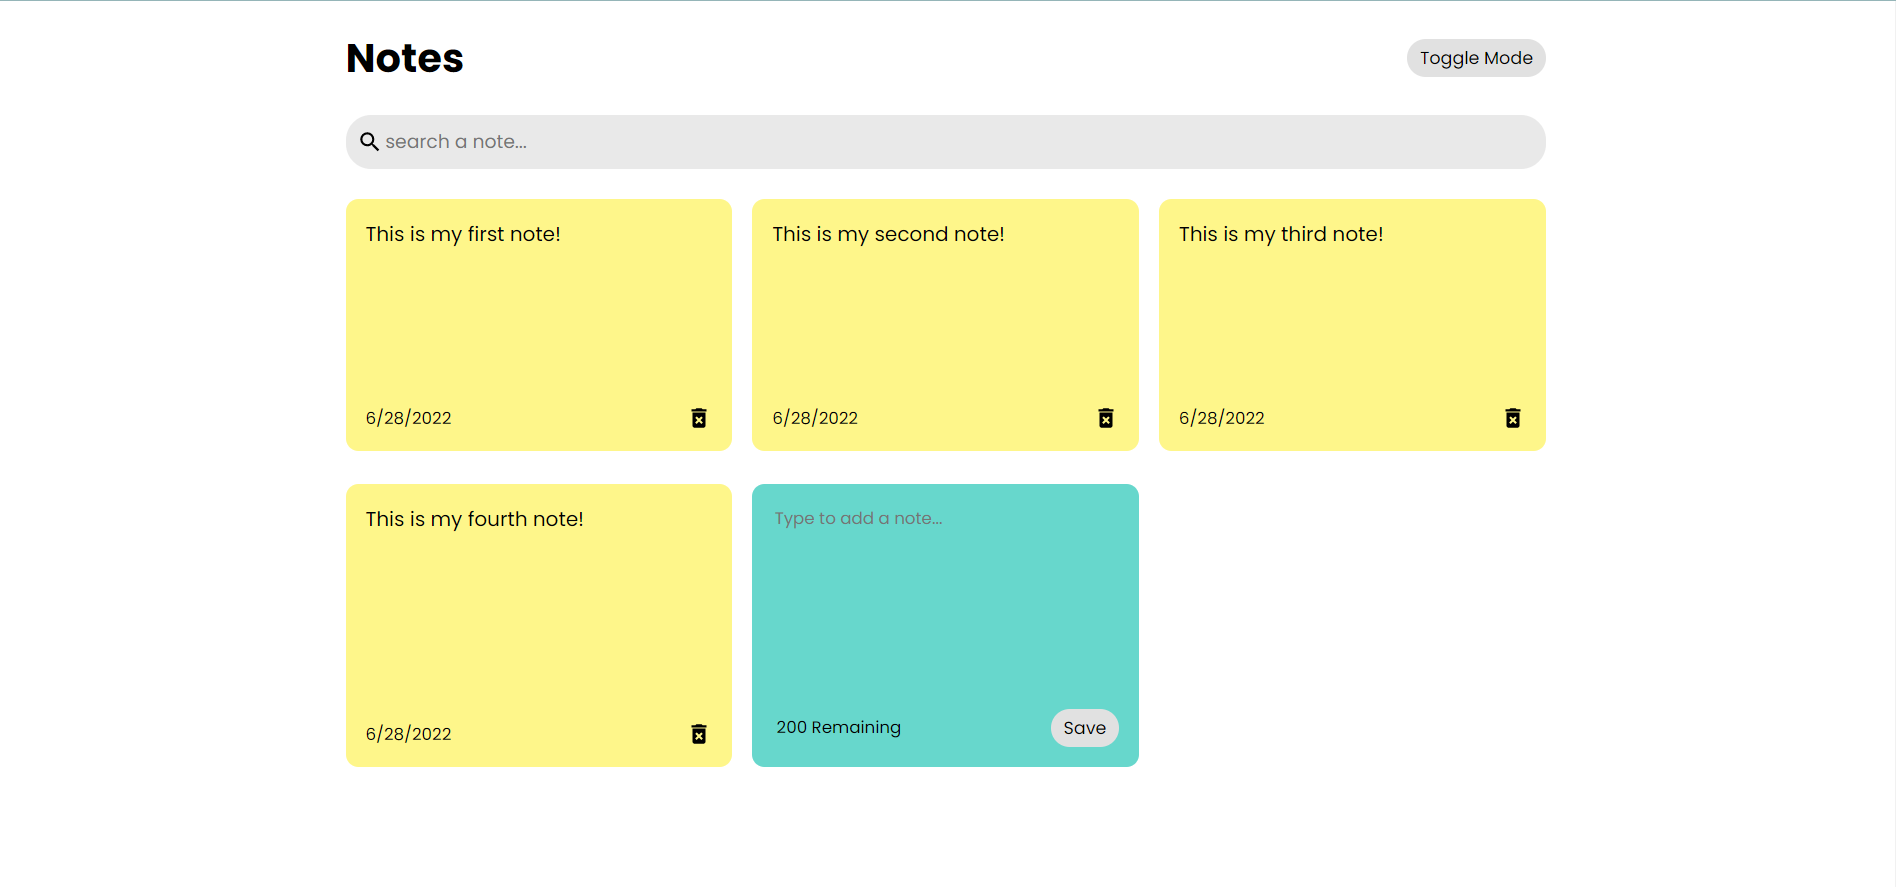 Notes
Toggle Mode
search a note...
This is my first note!
This is my second note!
This is my third note!
6/28/2022
6/28/2022
6/28/2022
This is my fourth note!
Type to add a note...
6/28/2022
200 Remaining
Save